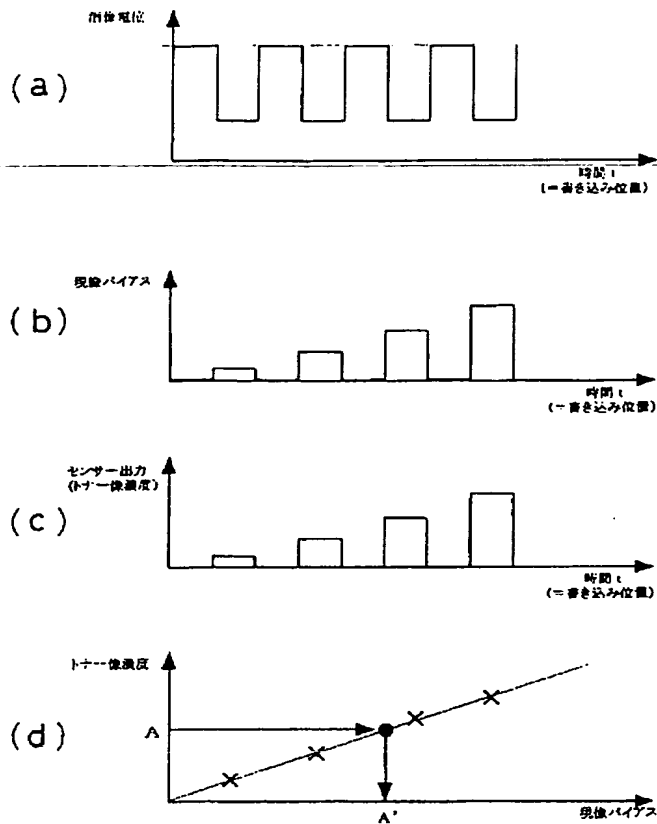 潜像電位
(a)
時間 t
(=書き込み位置)
現像バイアス
(b)
時間 t
(=書き込み位置)
センサー出力
(トナー像濃度)
(c)
時間 t
(=書き込み位置)
トナー像濃度
(d)
A
A'
現像バイアス